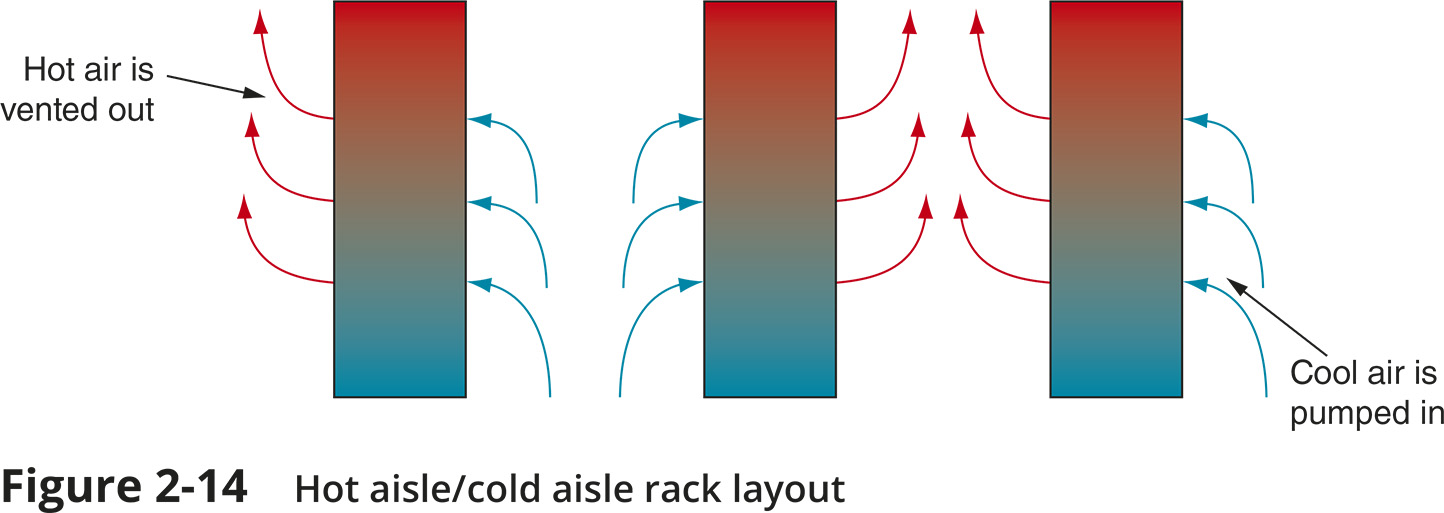 Hot air is
vented out
Cool air is
pumped in
Figure 2-14 Hot aisle/cold aisle rack layout